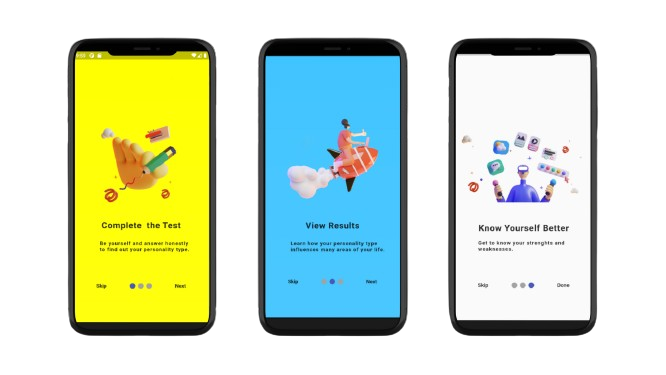 Complete the Test
Be yourself and answer honestly
to find out your personality type.
Skip
Next
View Results
Learn how your personality type
influences many areas of your life.
Skip
Next
Know Yourself Better
Get to know your strenghts and
weaknesses.
Skip
Done